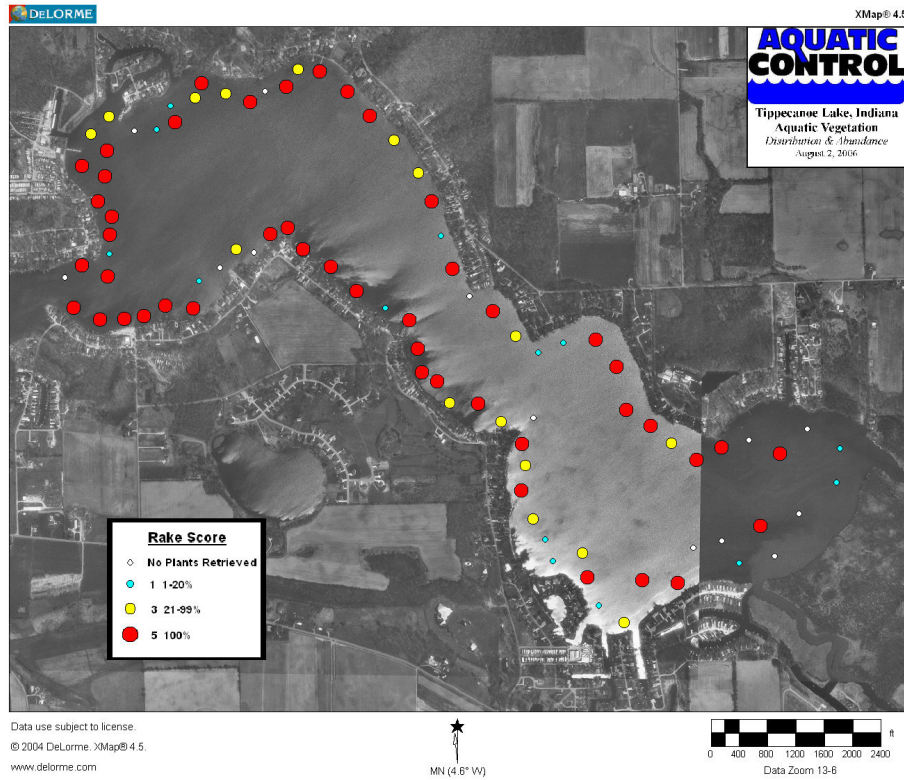 DELORME
XMap® 4.5
AQUATIC
CONTROL
Tippecanoe Lake, Indiana
Aquatic Vegetation
Distribution & Abundance
August 2, 2006
Rake Score
No Plants Retrieved
1 1-20%
3 21-99%
5 100%
Data use subject to license.
© 2004 DeLorme. XMap® 4.5.
www.delorme.com
MN (4.6° W)
ft
0 400 800 1200 1600 2000 2400
Data Zoom 13-6